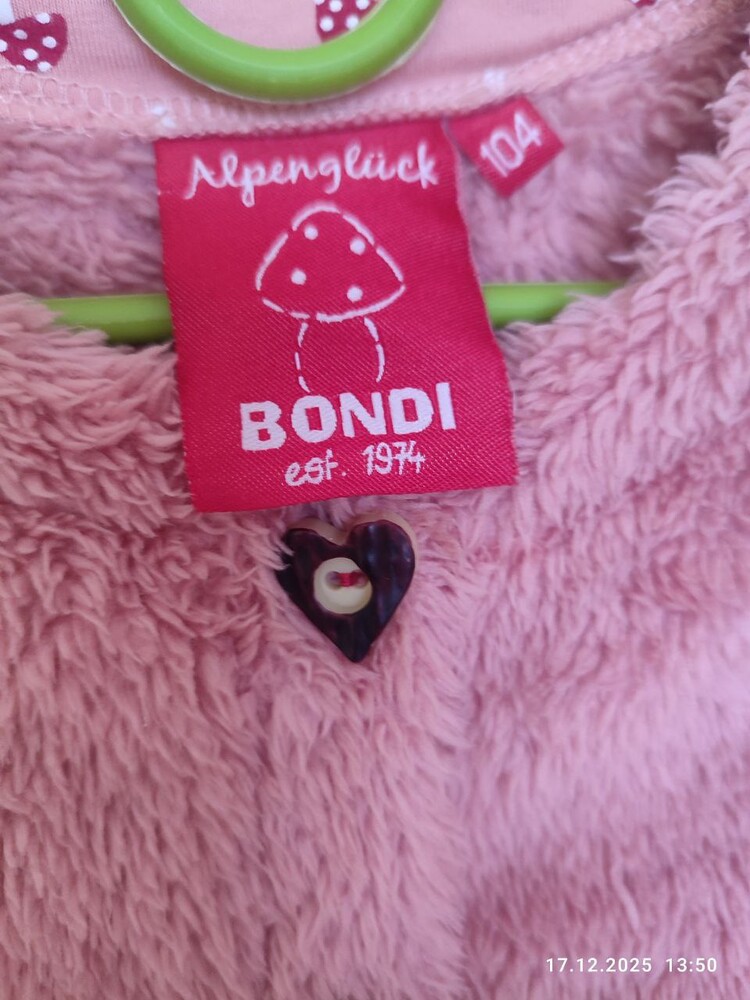 Alpenglück
104
BONDI
est. 1974
17.12.2025 13:50